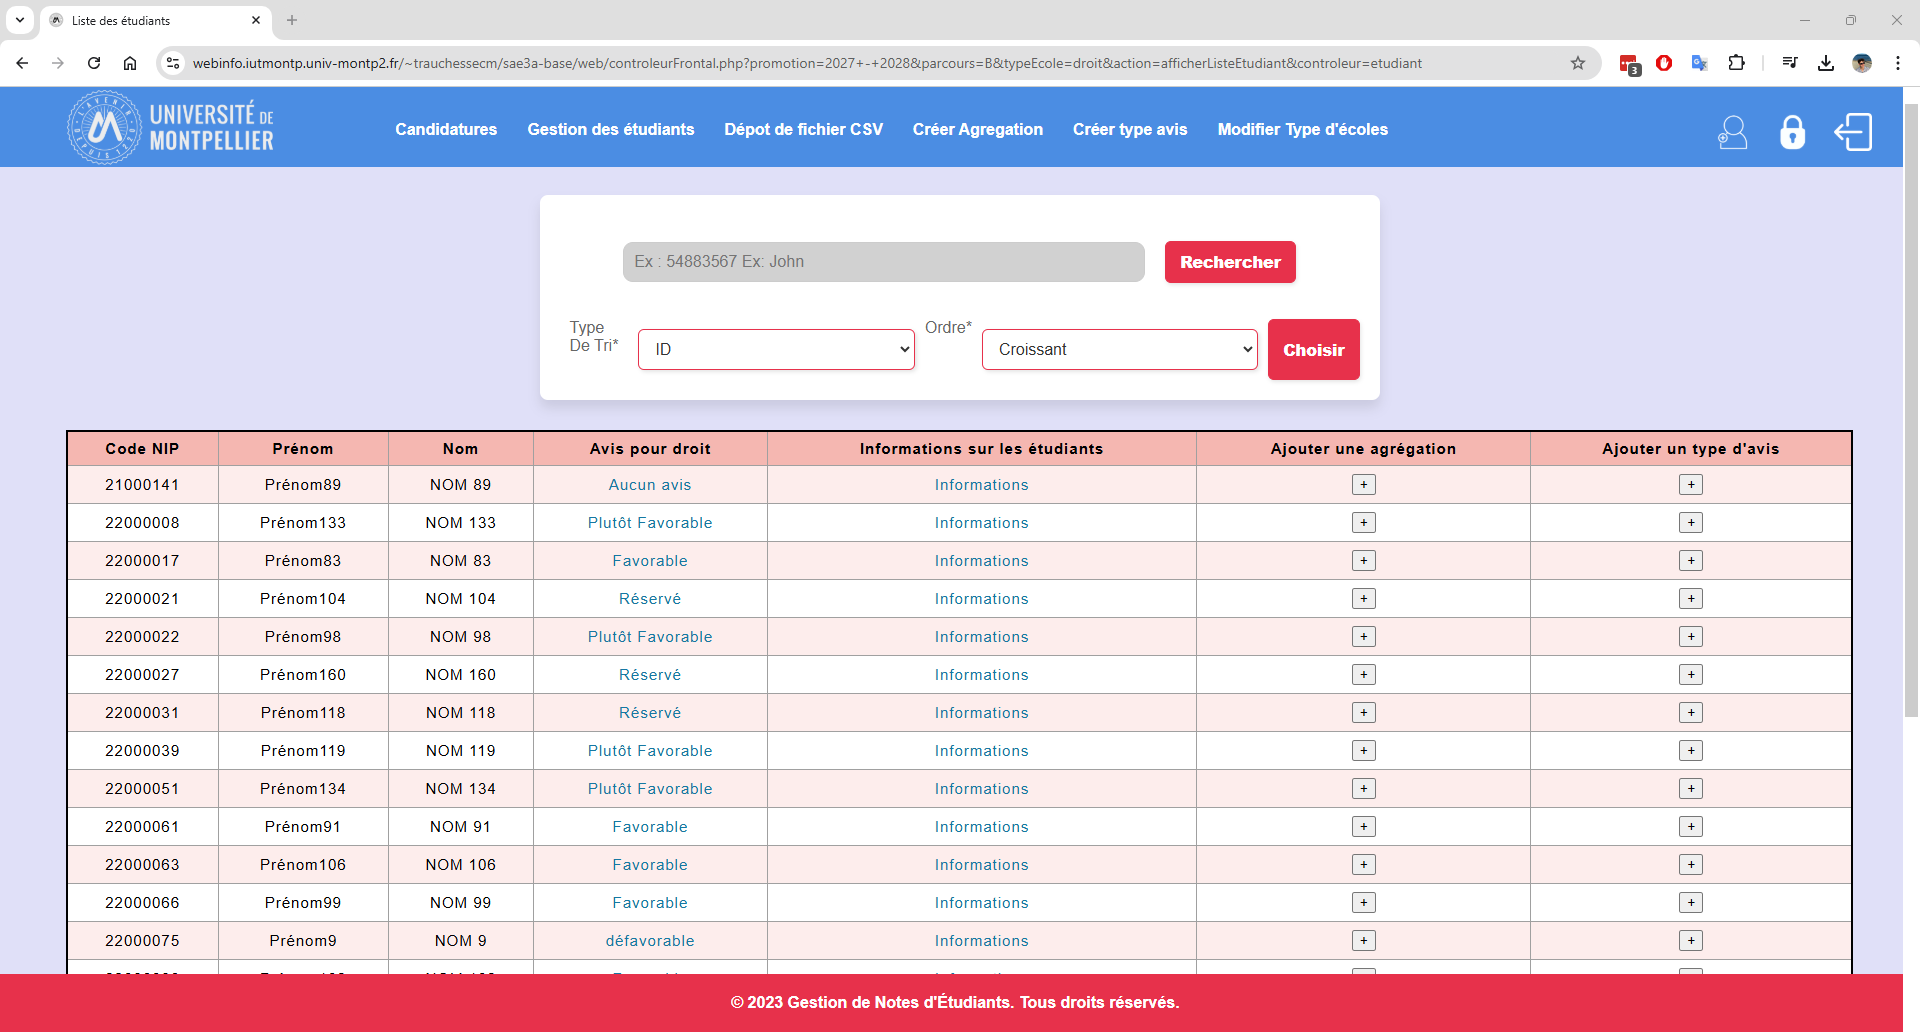 Liste des étudiants
webinfo.iutmontp.univ-montp2.fr/~trauchessecm/sae3a-base/web/controleurFrontal.php?promotion=2027+-+2028&parcours=B&typeEcole=droit&action=afficherListeEtudiant&controleur=etudiant
3
UNIVERSITÉ DE
MONTPELLIER
Candidatures Gestion des étudiants Dépot de fichier CSV Créer Agregation Créer type avis Modifier Type d'écoles
Ex : 54883567 Ex: John Rechercher
Type De Tri* ID Ordre* Croissant Choisir
Code NIP Prénom Nom Avis pour droit Informations sur les étudiants Ajouter une agrégation Ajouter un type d'avis
21000141 Prénom89 NOM 89 Aucun avis Informations + +
22000008 Prénom133 NOM 133 Plutôt Favorable Informations + +
22000017 Prénom83 NOM 83 Favorable Informations + +
22000021 Prénom104 NOM 104 Réservé Informations + +
22000022 Prénom98 NOM 98 Plutôt Favorable Informations + +
22000027 Prénom160 NOM 160 Réservé Informations + +
22000031 Prénom118 NOM 118 Réservé Informations + +
22000039 Prénom119 NOM 119 Plutôt Favorable Informations + +
22000051 Prénom134 NOM 134 Plutôt Favorable Informations + +
22000061 Prénom91 NOM 91 Favorable Informations + +
22000063 Prénom106 NOM 106 Favorable Informations + +
22000066 Prénom99 NOM 99 Favorable Informations + +
22000075 Prénom9 NOM 9 défavorable Informations + +
© 2023 Gestion de Notes d'Étudiants. Tous droits réservés.